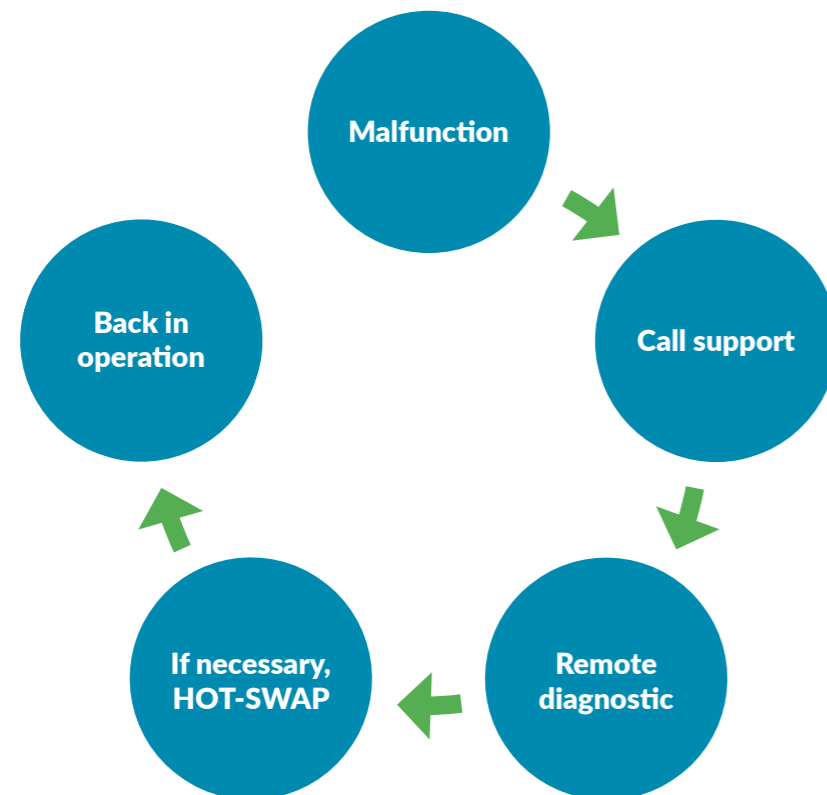 Malfunction
Call support
Remote
diagnostic
If necessary,
HOT-SWAP
Back in
operation